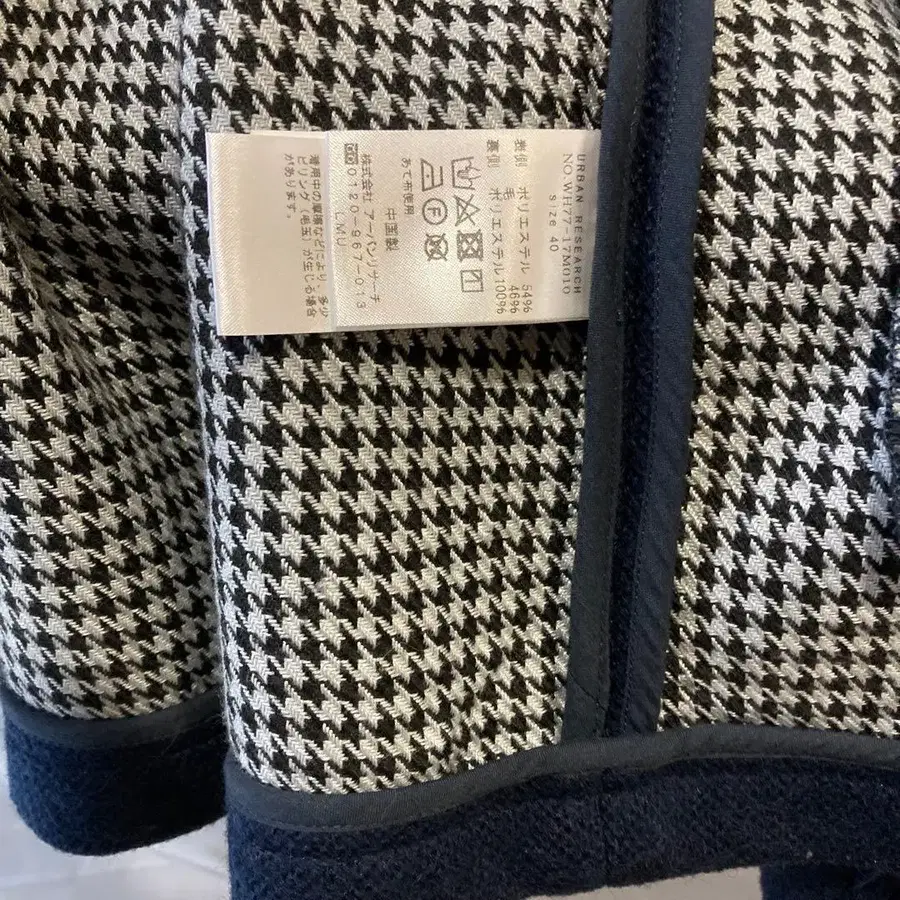 URBAN RESEARCH
NO.WH77-17M010
size 40
表側 ポリエステル 54%
毛 46%
裏側 ポリエステル 100%
あて布使用
中国製
株式会社 アーバンリサーチ
0120-967-013
LMU
着用中の摩擦などにより、多少
ピリング(毛玉)が生じる場合
があります。